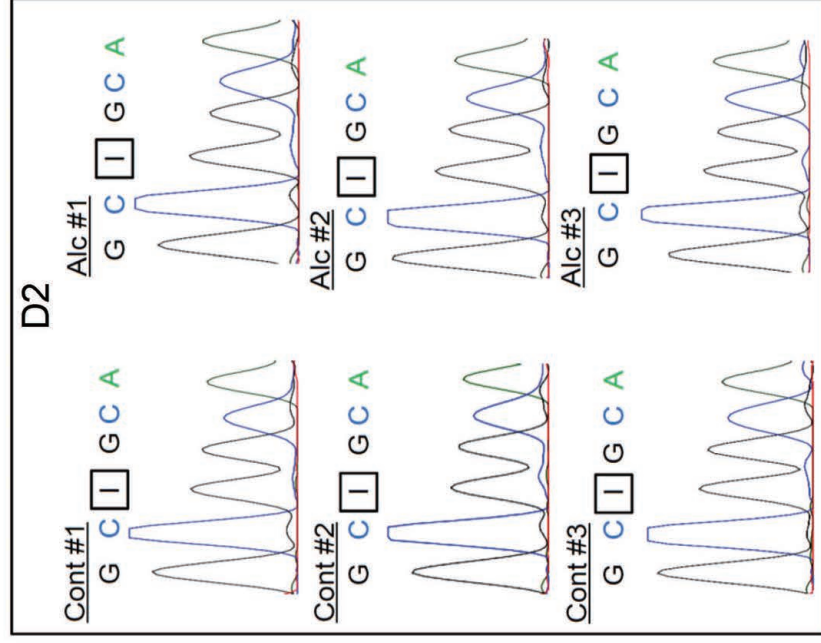 D2
Cont #1
G C I G C A
Alc #1
G C I G C A
Cont #2
G C I G C A
Alc #2
G C I G C A
Cont #3
G C I G C A
Alc #3
G C I G C A